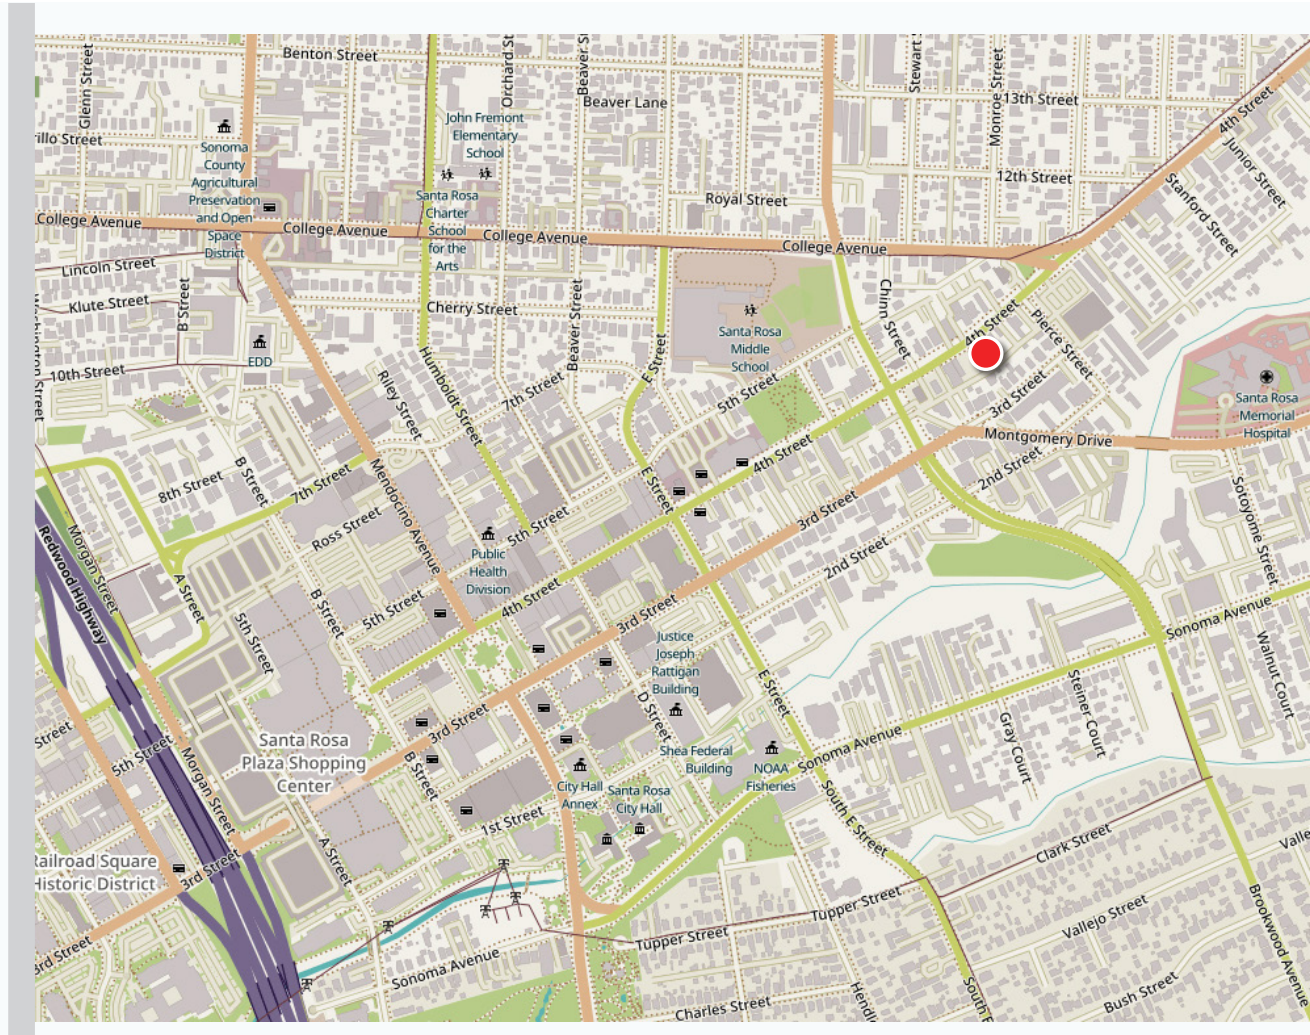 Benton Street
Glenn Street
Orchard St
Beaver S
Beaver Lane
Stewart
Monroe Street
13th Street
4th Street
Junior Street
rillo Street
Sonoma
County
Agricultural
Preservation
and Open
Space
District
John Fremont
Elementary
School
Santa Rosa
Charter
School
for the
Arts
12th Street
Stanford Street
Royal Street
College Avenue
College Avenue
College Avenue
College Avenue
Lincoln Street
Klute Street
B Street
Cherry Street
Beaver Street
Chinn Street
4th Street
Pierce Street
Santa Rosa
Middle
School
E Street
EDD
10th Street
Humboldt Street
Riley Street
7th Street
5th Street
3rd Street
Santa Rosa
Memorial
Hospital
Montgomery Drive
4th Street
2nd Street
8th Street
B Street
7th Street
Mendocino Avenue
E Street
3rd Street
Sotoyome Street
Ross Street
5th Street
Public
Health
Division
2nd Street
Redwood Highway
Morgan Street
A Street
B Street
5th Street
4th Street
3rd Street
5th Street
Sonoma Avenue
Justice
Joseph
Rattigan
Building
E Street
D Street
Steiner Court
Walnut Court
Gray Court
3rd Street
Street
5th Street
Morgan Street
Santa Rosa
Plaza Shopping
Center
B Street
Shea Federal
Building
NOAA
Fisheries
Sonoma Avenue
City Hall
Annex
Santa Rosa
City Hall
1st Street
South E Street
Clark Street
Valle
A Street
Railroad Square
Historic District
3rd Street
Tupper Street
Vallejo Street
Brookwood Avenue
3rd Street
Tupper Street
Sonoma Avenue
Charles Street
Hendl
South E
Bush Street